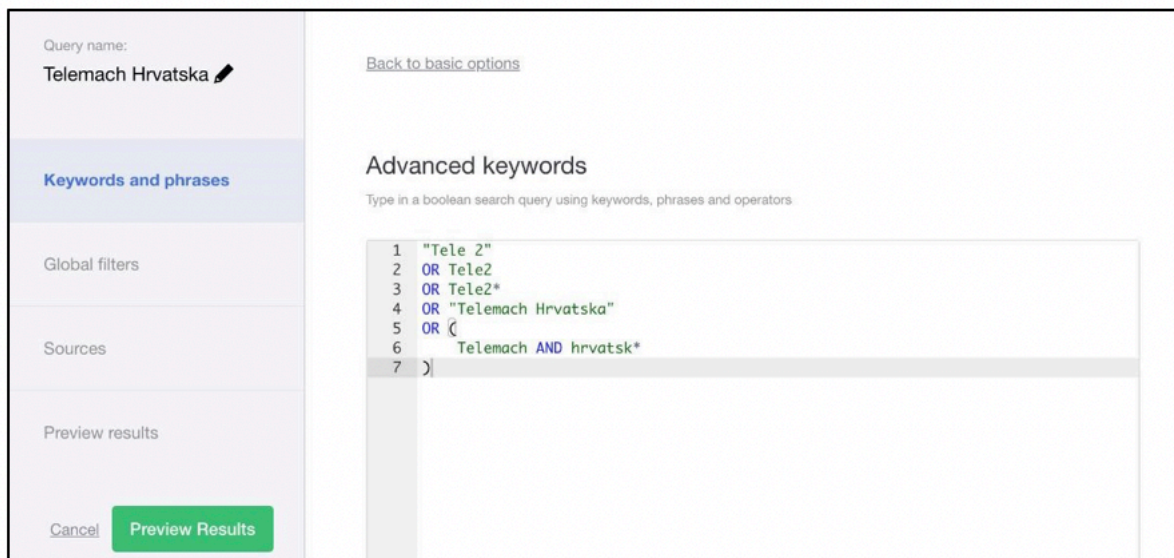 Query name:
Telemach Hrvatska
Keywords and phrases
Global filters
Sources
Preview results
Cancel
Preview Results
Back to basic options
Advanced keywords
Type in a boolean search query using keywords, phrases and operators
1 "Tele 2"
2 OR Tele2
3 OR Tele2*
4 OR "Telemach Hrvatska"
5 OR (
6 Telemach AND hrvatsk*
7 )